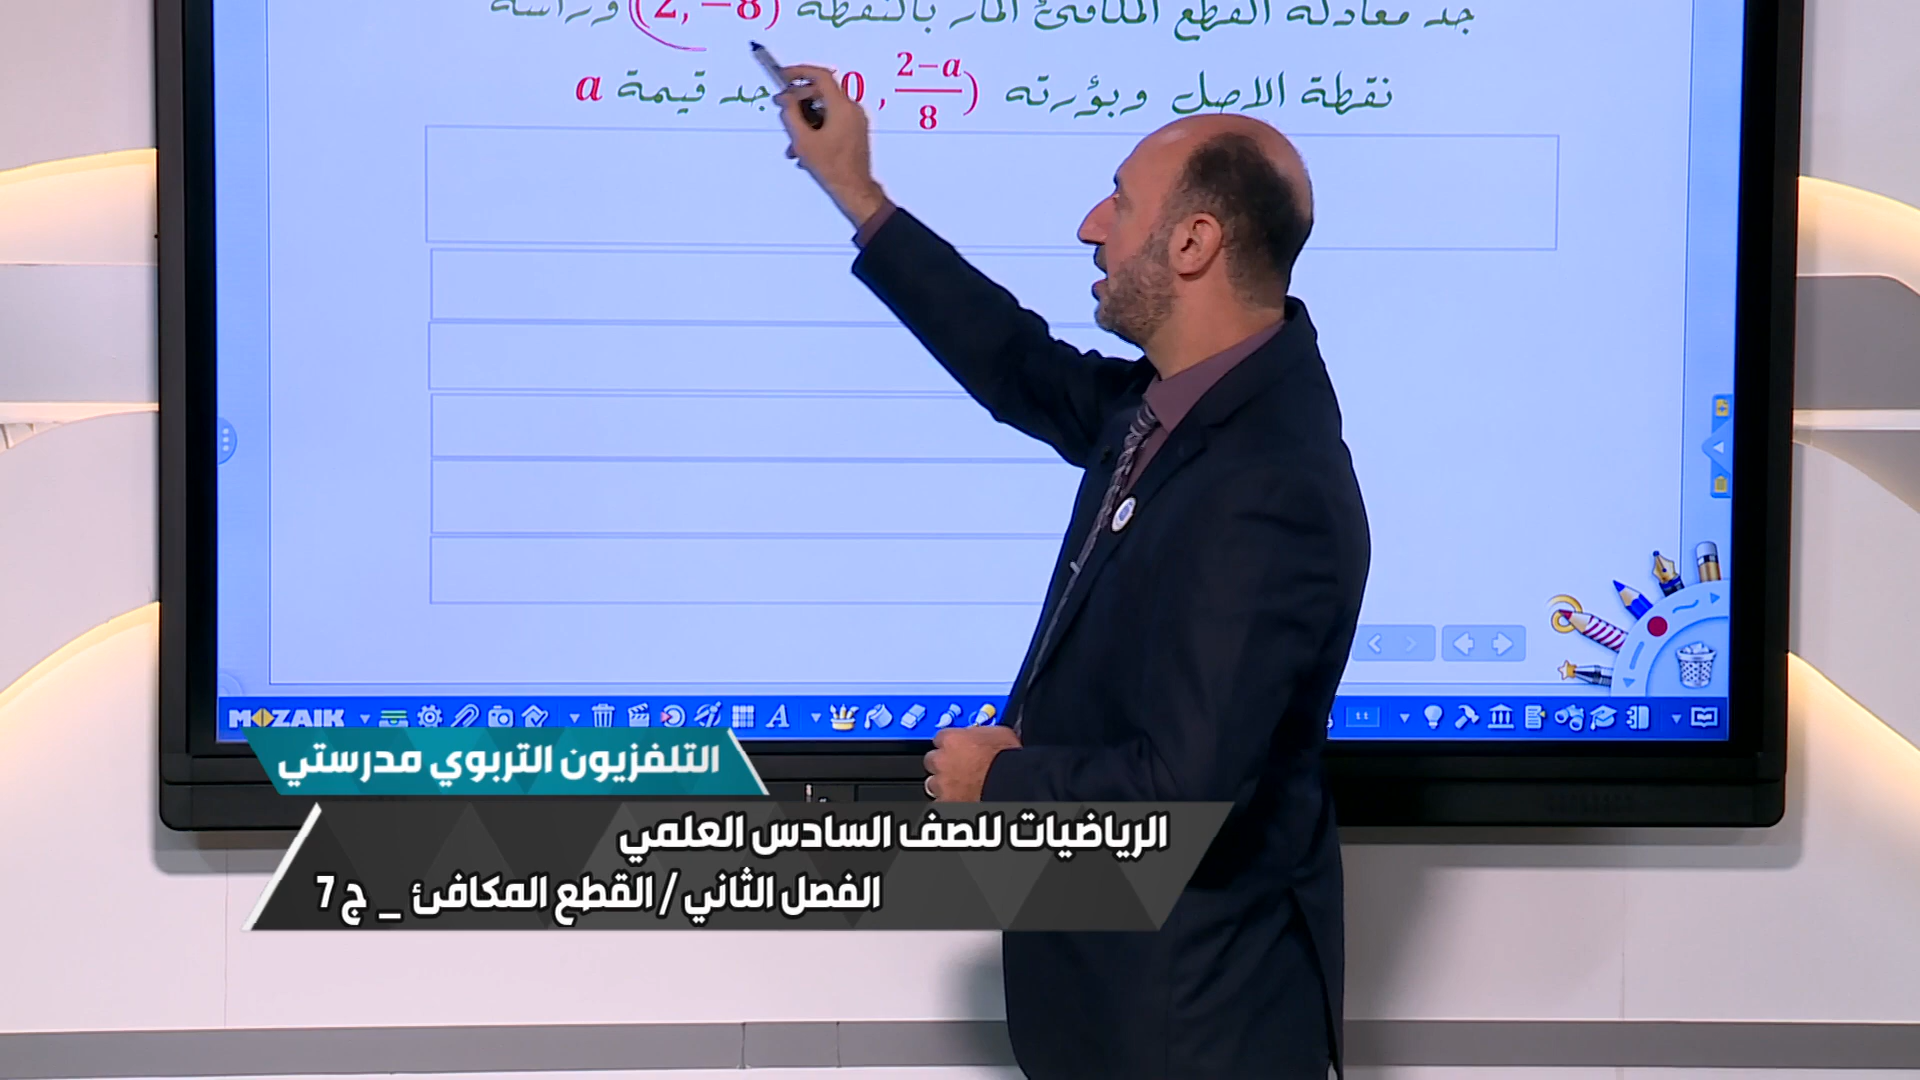 جد معادلة القطع المكافئ المار بالنقطة (2,−8) ورأسه
نقطة الاصل وبؤرته (0 , \frac{2−a}{8}) جد قيمة a
MOZAIK
التلفزيون التربوي مدرستي
الرياضيات للصف السادس العلمي
الفصل الثاني / القطع المكافئ _ ج 7